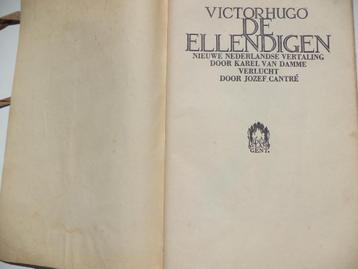 VICTOR HUGO
DE
ELLENDIGEN
NIEUWE NEDERLANDSE VERTALING
DOOR KAREL VAN DAMME
VERLUCHT
DOOR JOZEF CANTRÉ
GENT.